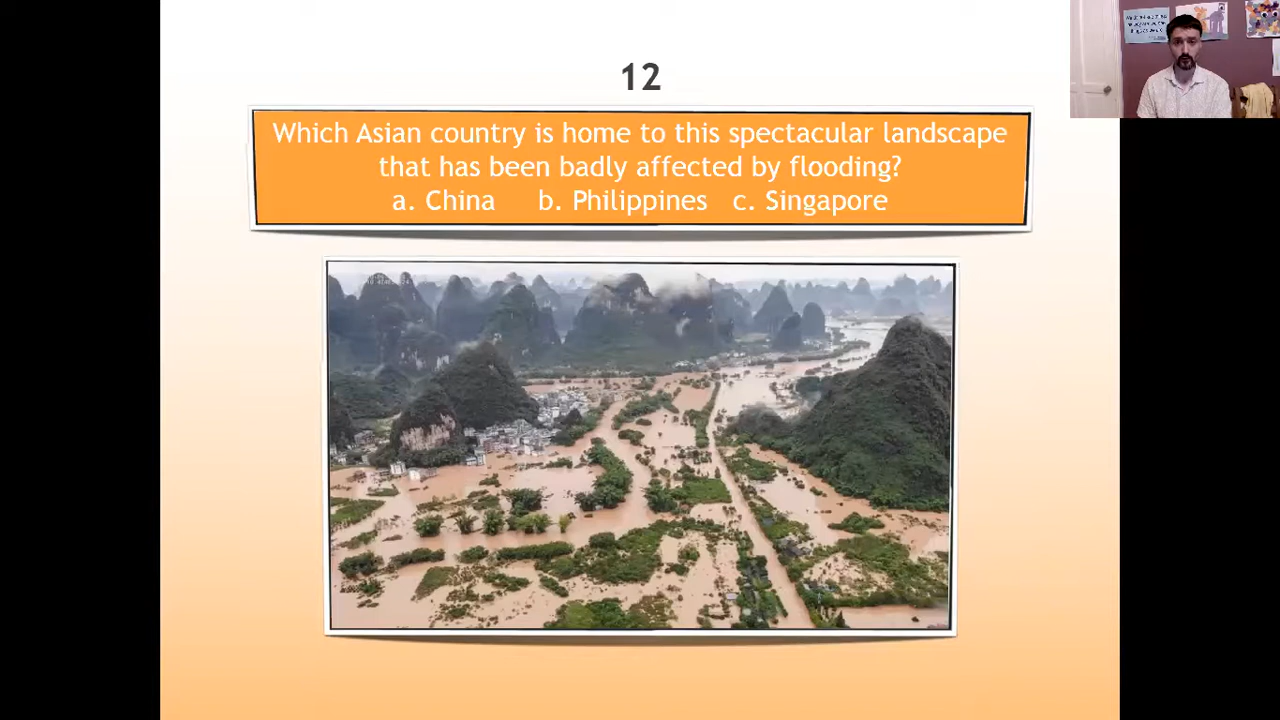 12
Which Asian country is home to this spectacular landscape
that has been badly affected by flooding?
a. China b. Philippines c. Singapore